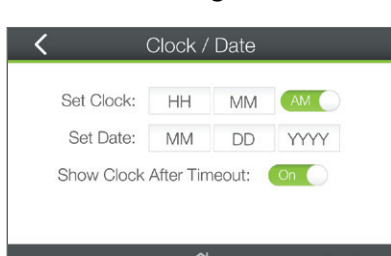 Clock / Date
Set Clock: HH MM AM
Set Date: MM DD YYYY
Show Clock After Timeout: On